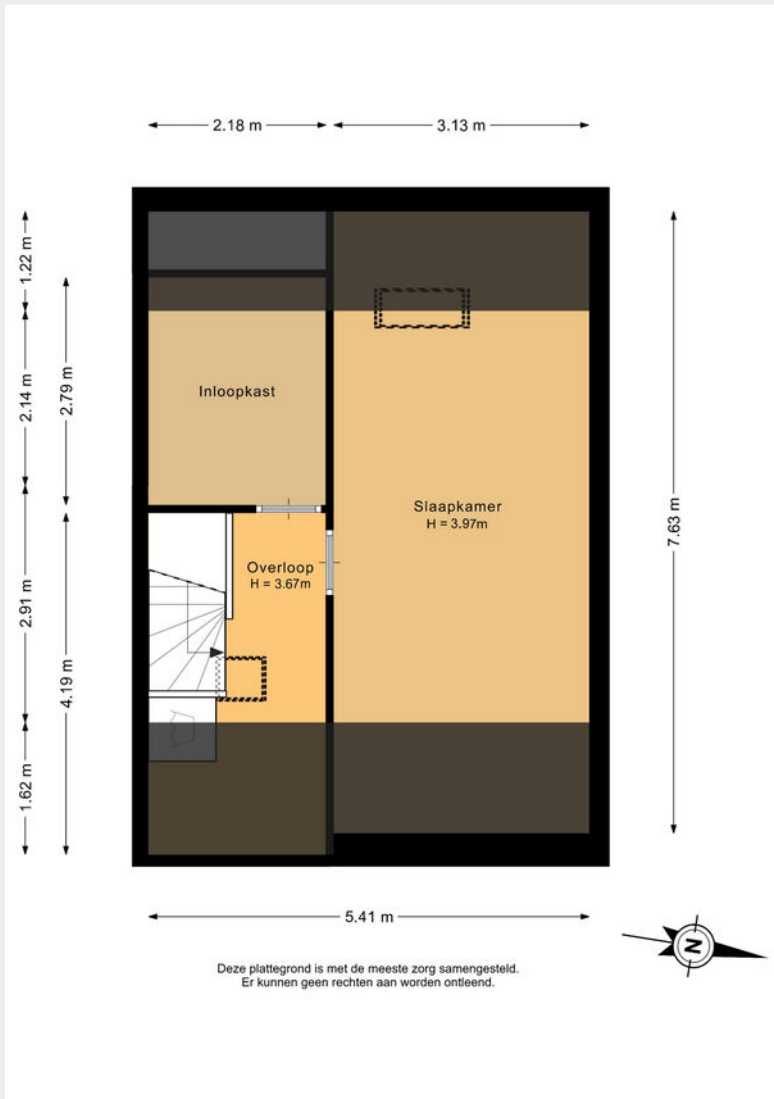 2.18 m
3.13 m
1.22 m
2.14 m
2.79 m
Inloopkast
Slaapkamer
H = 3.97m
7.63 m
Overloop
H = 3.67m
2.91 m
4.19 m
1.62 m
5.41 m
N
Deze plattegrond is met de meeste zorg samengesteld.
Er kunnen geen rechten aan worden ontleend.